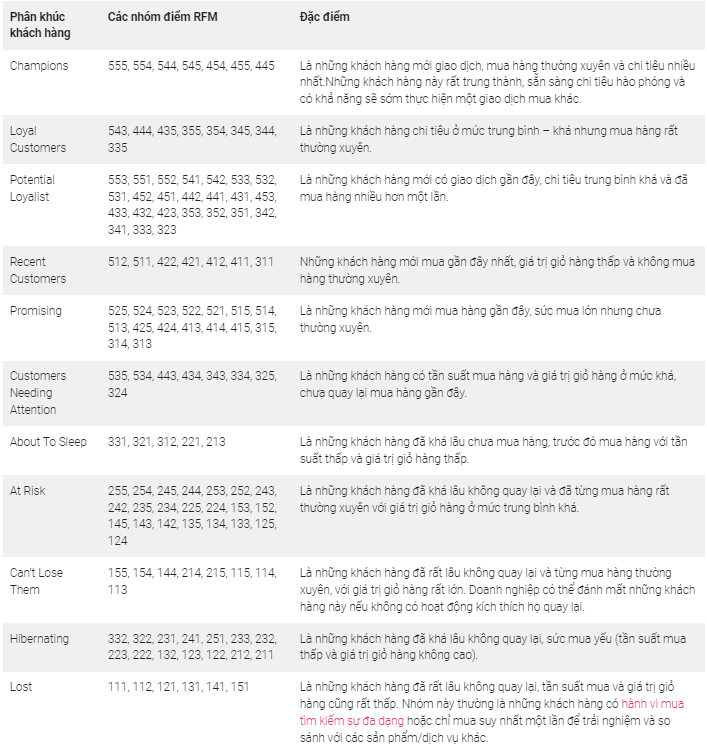 Phân khúc khách hàng
Các nhóm điểm RFM
Đặc điểm
Champions
555, 554, 544, 545, 454, 455, 445
Là những khách hàng mới giao dịch, mua hàng thường xuyên và chi tiêu nhiều
nhất.Những khách hàng này rất trung thành, sẵn sàng chi tiêu hào phóng và
có khả năng sẽ sớm thực hiện một giao dịch mua khác.
Loyal
Customers
543, 444, 435, 355, 354, 345, 344,
335
Là những khách hàng chi tiêu ở mức trung bình – khá nhưng mua hàng rất
thường xuyên.
Potential
Loyalist
553, 551, 552, 541, 542, 533, 532,
531, 452, 451, 442, 441, 431, 453,
433, 432, 423, 353, 352, 351, 342,
341, 333, 323
Là những khách hàng mới có giao dịch gần đây, chi tiêu trung bình khá và đã
mua hàng nhiều hơn một lần.
Recent
Customers
512, 511, 422, 421, 412, 411, 311
Những khách hàng mới mua gần đây nhất, giá trị giỏ hàng thấp và không mua
hàng thường xuyên.
Promising
525, 524, 523, 522, 521, 515, 514,
513, 425, 424, 413, 414, 415, 315,
314, 313
Là những khách hàng mới mua hàng gần đây, sức mua lớn nhưng chưa
thường xuyên.
Customers
Needing
Attention
535, 534, 443, 434, 343, 334, 325,
324
Là những khách hàng có tần suất mua hàng và giá trị giỏ hàng ở mức khá,
chưa quay lại mua hàng gần đây.
About To Sleep
331, 321, 312, 221, 213
Là những khách hàng đã khá lâu chưa mua hàng, trước đó mua hàng với tần
suất thấp và giá trị giỏ hàng thấp.
At Risk
255, 254, 245, 244, 253, 252, 243,
242, 235, 234, 225, 224, 153, 152,
145, 143, 142, 135, 134, 133, 125,
124
Là những khách hàng đã khá lâu không quay lại và đã từng mua hàng rất
thường xuyên với giá trị giỏ hàng ở mức trung bình khá.
Can't Lose
Them
155, 154, 144, 214, 215, 115, 114,
113
Là những khách hàng đã rất lâu không quay lại và từng mua hàng thường
xuyên, với giá trị giỏ hàng rất lớn. Doanh nghiệp có thể đánh mất những khách
hàng này nếu không có hoạt động kích thích họ quay lại.
Hibernating
332, 322, 231, 241, 251, 233, 232,
223, 222, 132, 123, 122, 212, 211
Là những khách hàng đã khá lâu không quay lại, sức mua yếu (tần suất mua
thấp và giá trị giỏ hàng không cao).
Lost
111, 112, 121, 131, 141, 151
Là những khách hàng đã rất lâu không quay lại, tần suất mua và giá trị giỏ
hàng cũng rất thấp. Nhóm này thường là những khách hàng có hành vi mua
tìm kiếm sự đa dạng hoặc chỉ mua suy nhất một lần để trải nghiệm và so
sánh với các sản phẩm/dịch vụ khác.